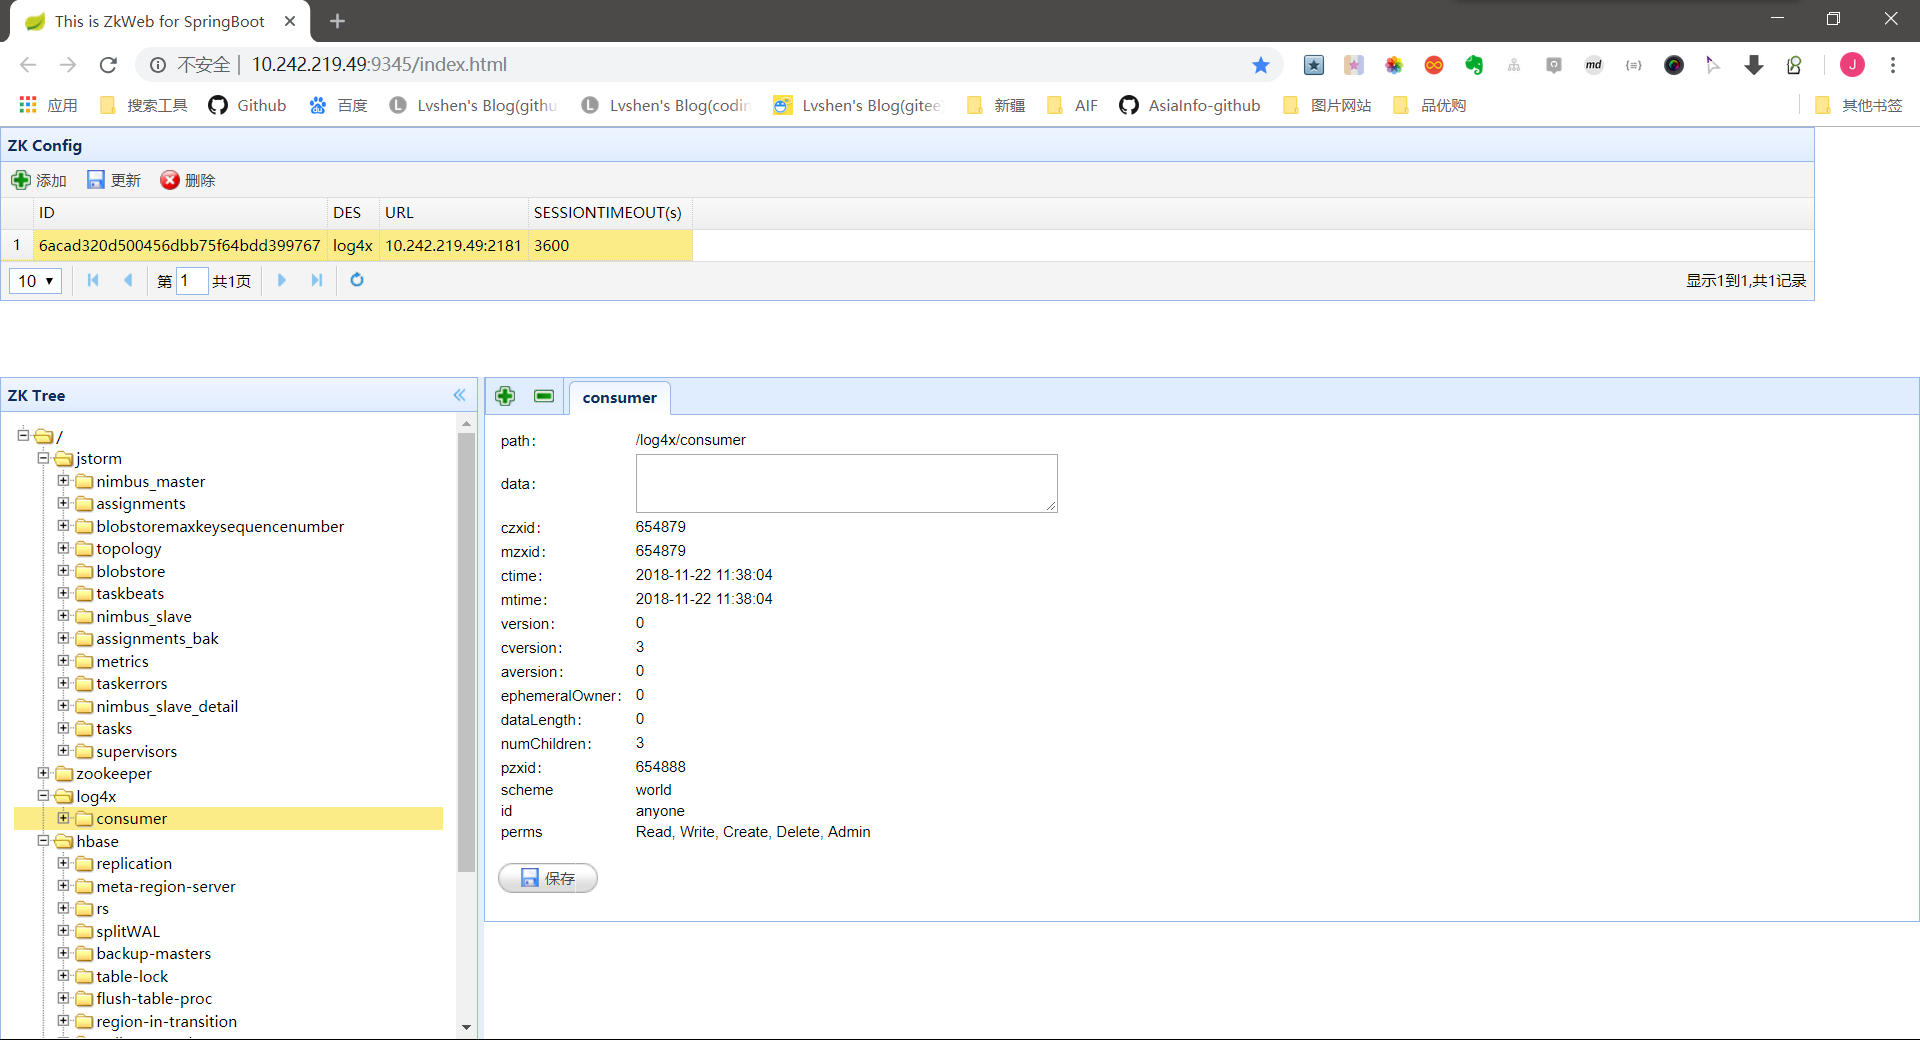 This is ZkWeb for SpringBoot
不安全 | 10.242.219.49:9345/index.html
应用 搜索工具 Github 百度 Lvshen's Blog(githu Lvshen's Blog(codin Lvshen's Blog(gitee 新疆 AIF AsiaInfo-github 图片网站 品优购 其他书签
ZK Config
添加 更新 删除
ID DES URL SESSIONTIMEOUT(s)
1 6acad320d500456dbb75f64bdd399767 log4x 10.242.219.49:2181 3600
10 第 1 共1页 显示1到1,共1记录
ZK Tree
/
jstorm
nimbus_master
assignments
blobstoremaxkeysequencenumber
topology
blobstore
taskbeats
nimbus_slave
assignments_bak
metrics
taskerrors
nimbus_slave_detail
tasks
supervisors
zookeeper
log4x
consumer
hbase
replication
meta-region-server
rs
splitWAL
backup-masters
table-lock
flush-table-proc
region-in-transition
consumer
path: /log4x/consumer
data:
czxid: 654879
mzxid: 654879
ctime: 2018-11-22 11:38:04
mtime: 2018-11-22 11:38:04
version: 0
cversion: 3
aversion: 0
ephemeralOwner: 0
dataLength: 0
numChildren: 3
pzxid: 654888
scheme world
id anyone
perms Read, Write, Create, Delete, Admin
保存